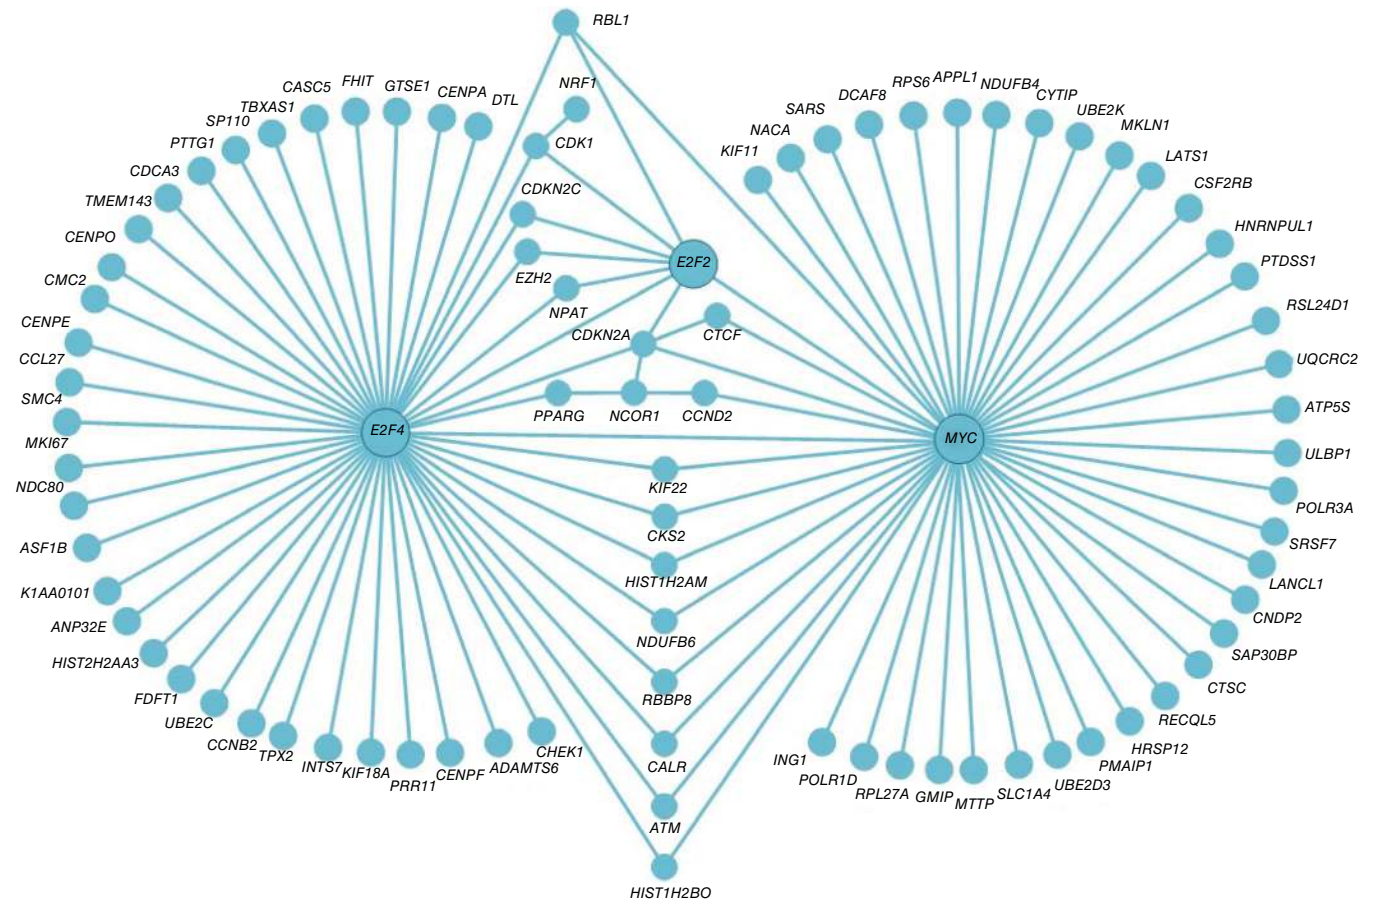 RBL1
NRF1
CDK1
CDKN2C
EZH2
NPAT
E2F2
CDKN2A
CTCF
PPARG
NCOR1
CCND2
E2F4
MYC
KIF22
CKS2
HIST1H2AM
NDUFB6
RBBP8
CALR
ATM
HIST1H2BO
DTL
CENPA
GTSE1
FHIT
CASC5
TBXAS1
SP110
PTTG1
CDCA3
TMEM143
CENPO
CMC2
CENPE
CCL27
SMC4
MKI67
NDC80
ASF1B
K1AA0101
ANP32E
HIST2H2AA3
FDFT1
UBE2C
CCNB2
TPX2
INTS7
KIF18A
PRR11
CENPF
ADAMTS6
CHEK1
KIF11
NACA
SARS
DCAF8
RPS6
APPL1
NDUFB4
CYTIP
UBE2K
MKLN1
LATS1
CSF2RB
HNRNPUL1
PTDSS1
RSL24D1
UQCRC2
ATP5S
ULBP1
POLR3A
SRSF7
LANCL1
CNDP2
SAP30BP
CTSC
RECQL5
HRSP12
PMAIP1
UBE2D3
SLC1A4
MTTP
GMIP
RPL27A
POLR1D
ING1